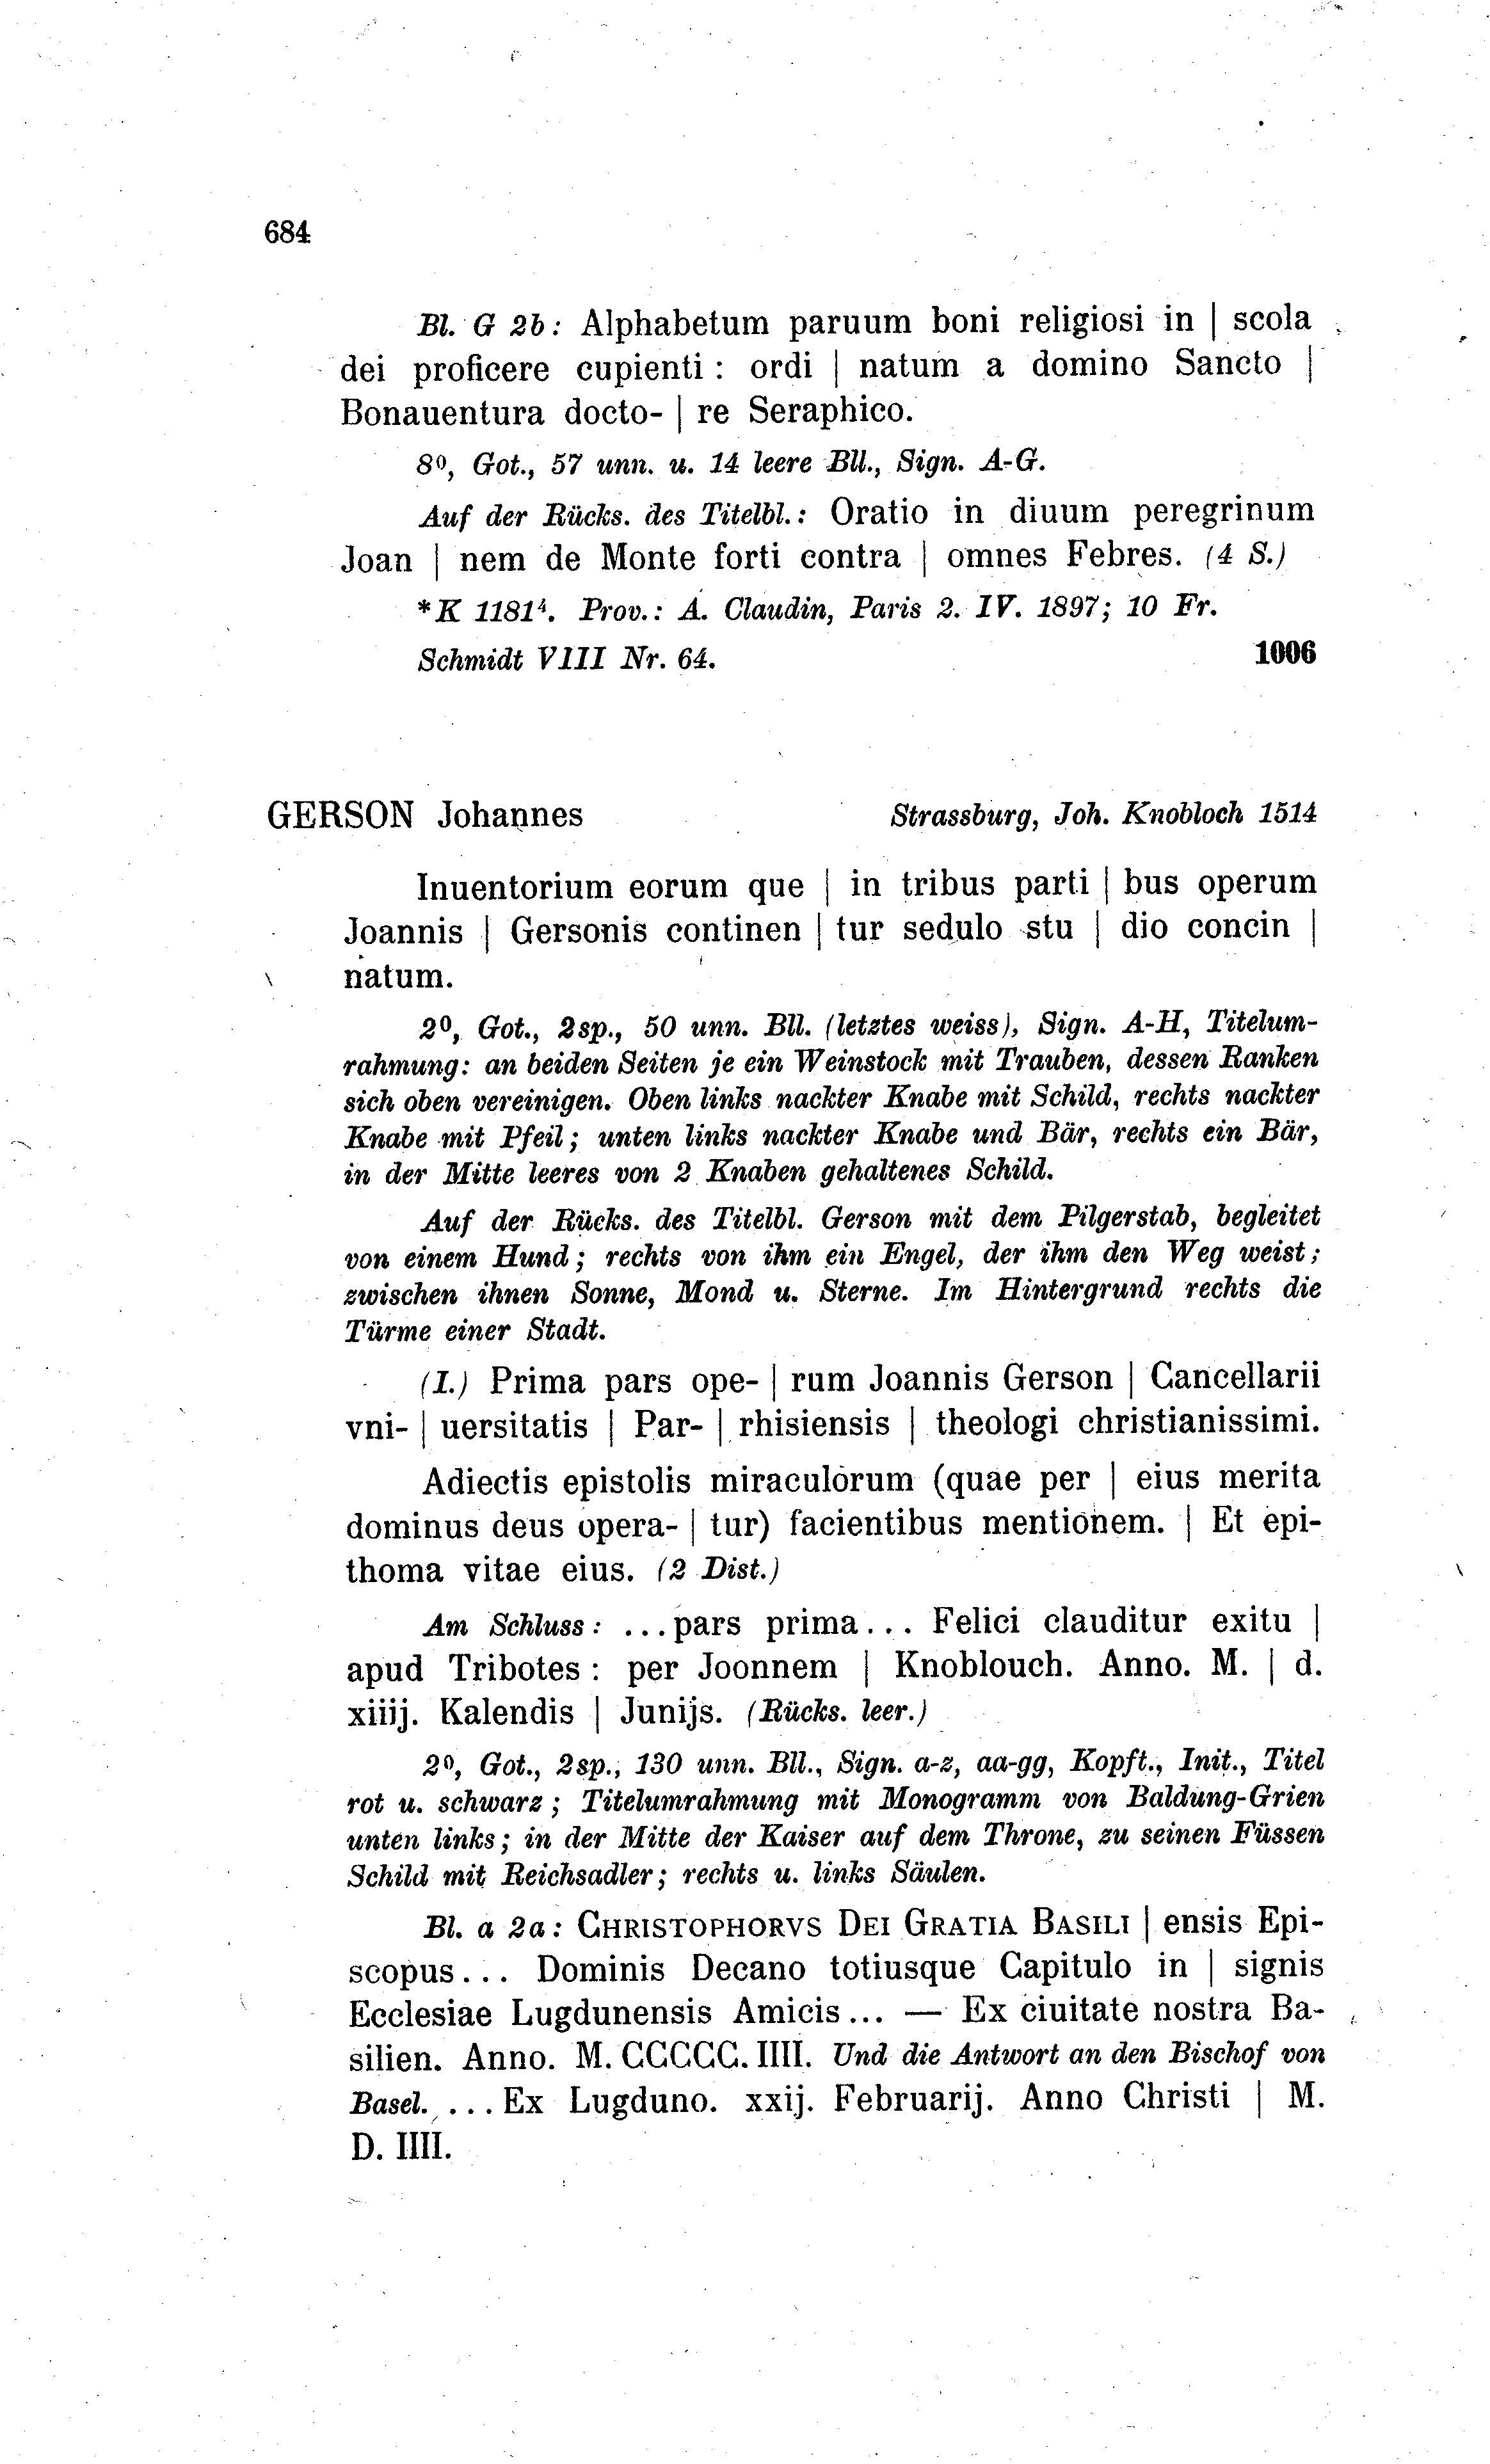 684
Bl. G 2b: Alphabetum paruum boni religiosi in | scola
dei proficere cupienti : ordi | natum a domino Sancto |
Bonauentura docto- | re Seraphico.
8⁰, Got., 57 unn. u. 14 leere Bll., Sign. A-G.
Auf der Rücks. des Titelbl.: Oratio in diuum peregrinum
Joan | nem de Monte forti contra | omnes Febres. (4 S.)
*K 1181⁴. Prov.: A. Claudin, Paris 2. IV. 1897; 10 Fr.
Schmidt VIII Nr. 64. 1006
GERSON Johannes Strassburg, Joh. Knobloch 1514
Inuentorium eorum que | in tribus parti | bus operum
Joannis | Gersonis continen | tur sedulo stu | dio concin |
natum.
2⁰, Got., 2sp., 50 unn. Bll. (letztes weiss), Sign. A-H, Titelum-
rahmung: an beiden Seiten je ein Weinstock mit Trauben, dessen Ranken
sich oben vereinigen. Oben links nackter Knabe mit Schild, rechts nackter
Knabe mit Pfeil; unten links nackter Knabe und Bär, rechts ein Bär,
in der Mitte leeres von 2 Knaben gehaltenes Schild.
Auf der Rücks. des Titelbl. Gerson mit dem Pilgerstab, begleitet
von einem Hund; rechts von ihm ein Engel, der ihm den Weg weist;
zwischen ihnen Sonne, Mond u. Sterne. Im Hintergrund rechts die
Türme einer Stadt.
(I.) Prima pars ope- | rum Joannis Gerson | Cancellarii
vni- | uersitatis | Par- | rhisiensis | theologi christianissimi.
Adiectis epistolis miraculorum (quae per | eius merita
dominus deus opera- | tur) facientibus mentionem. | Et epi-
thoma vitae eius. (2 Dist.)
Am Schluss: ...pars prima... Felici clauditur exitu |
apud Tribotes : per Joonnem | Knoblouch. Anno. M. | d.
xiiij. Kalendis | Junijs. (Rücks. leer.)
2⁰, Got., 2sp., 130 unn. Bll., Sign. a-z, aa-gg, Kopft., Init., Titel
rot u. schwarz; Titelumrahmung mit Monogramm von Baldung-Grien
unten links; in der Mitte der Kaiser auf dem Throne, zu seinen Füssen
Schild mit Reichsadler; rechts u. links Säulen.
Bl. a 2a: CHRISTOPHORVS DEI GRATIA BASILI | ensis Epi-
scopus... Dominis Decano totiusque Capitulo in | signis
Ecclesiae Lugdunensis Amicis... — Ex ciuitate nostra Ba-
silien. Anno. M. CCCCC. IIII. Und die Antwort an den Bischof von
Basel. ...Ex Lugduno. xxij. Februarij. Anno Christi | M.
D. IIII.